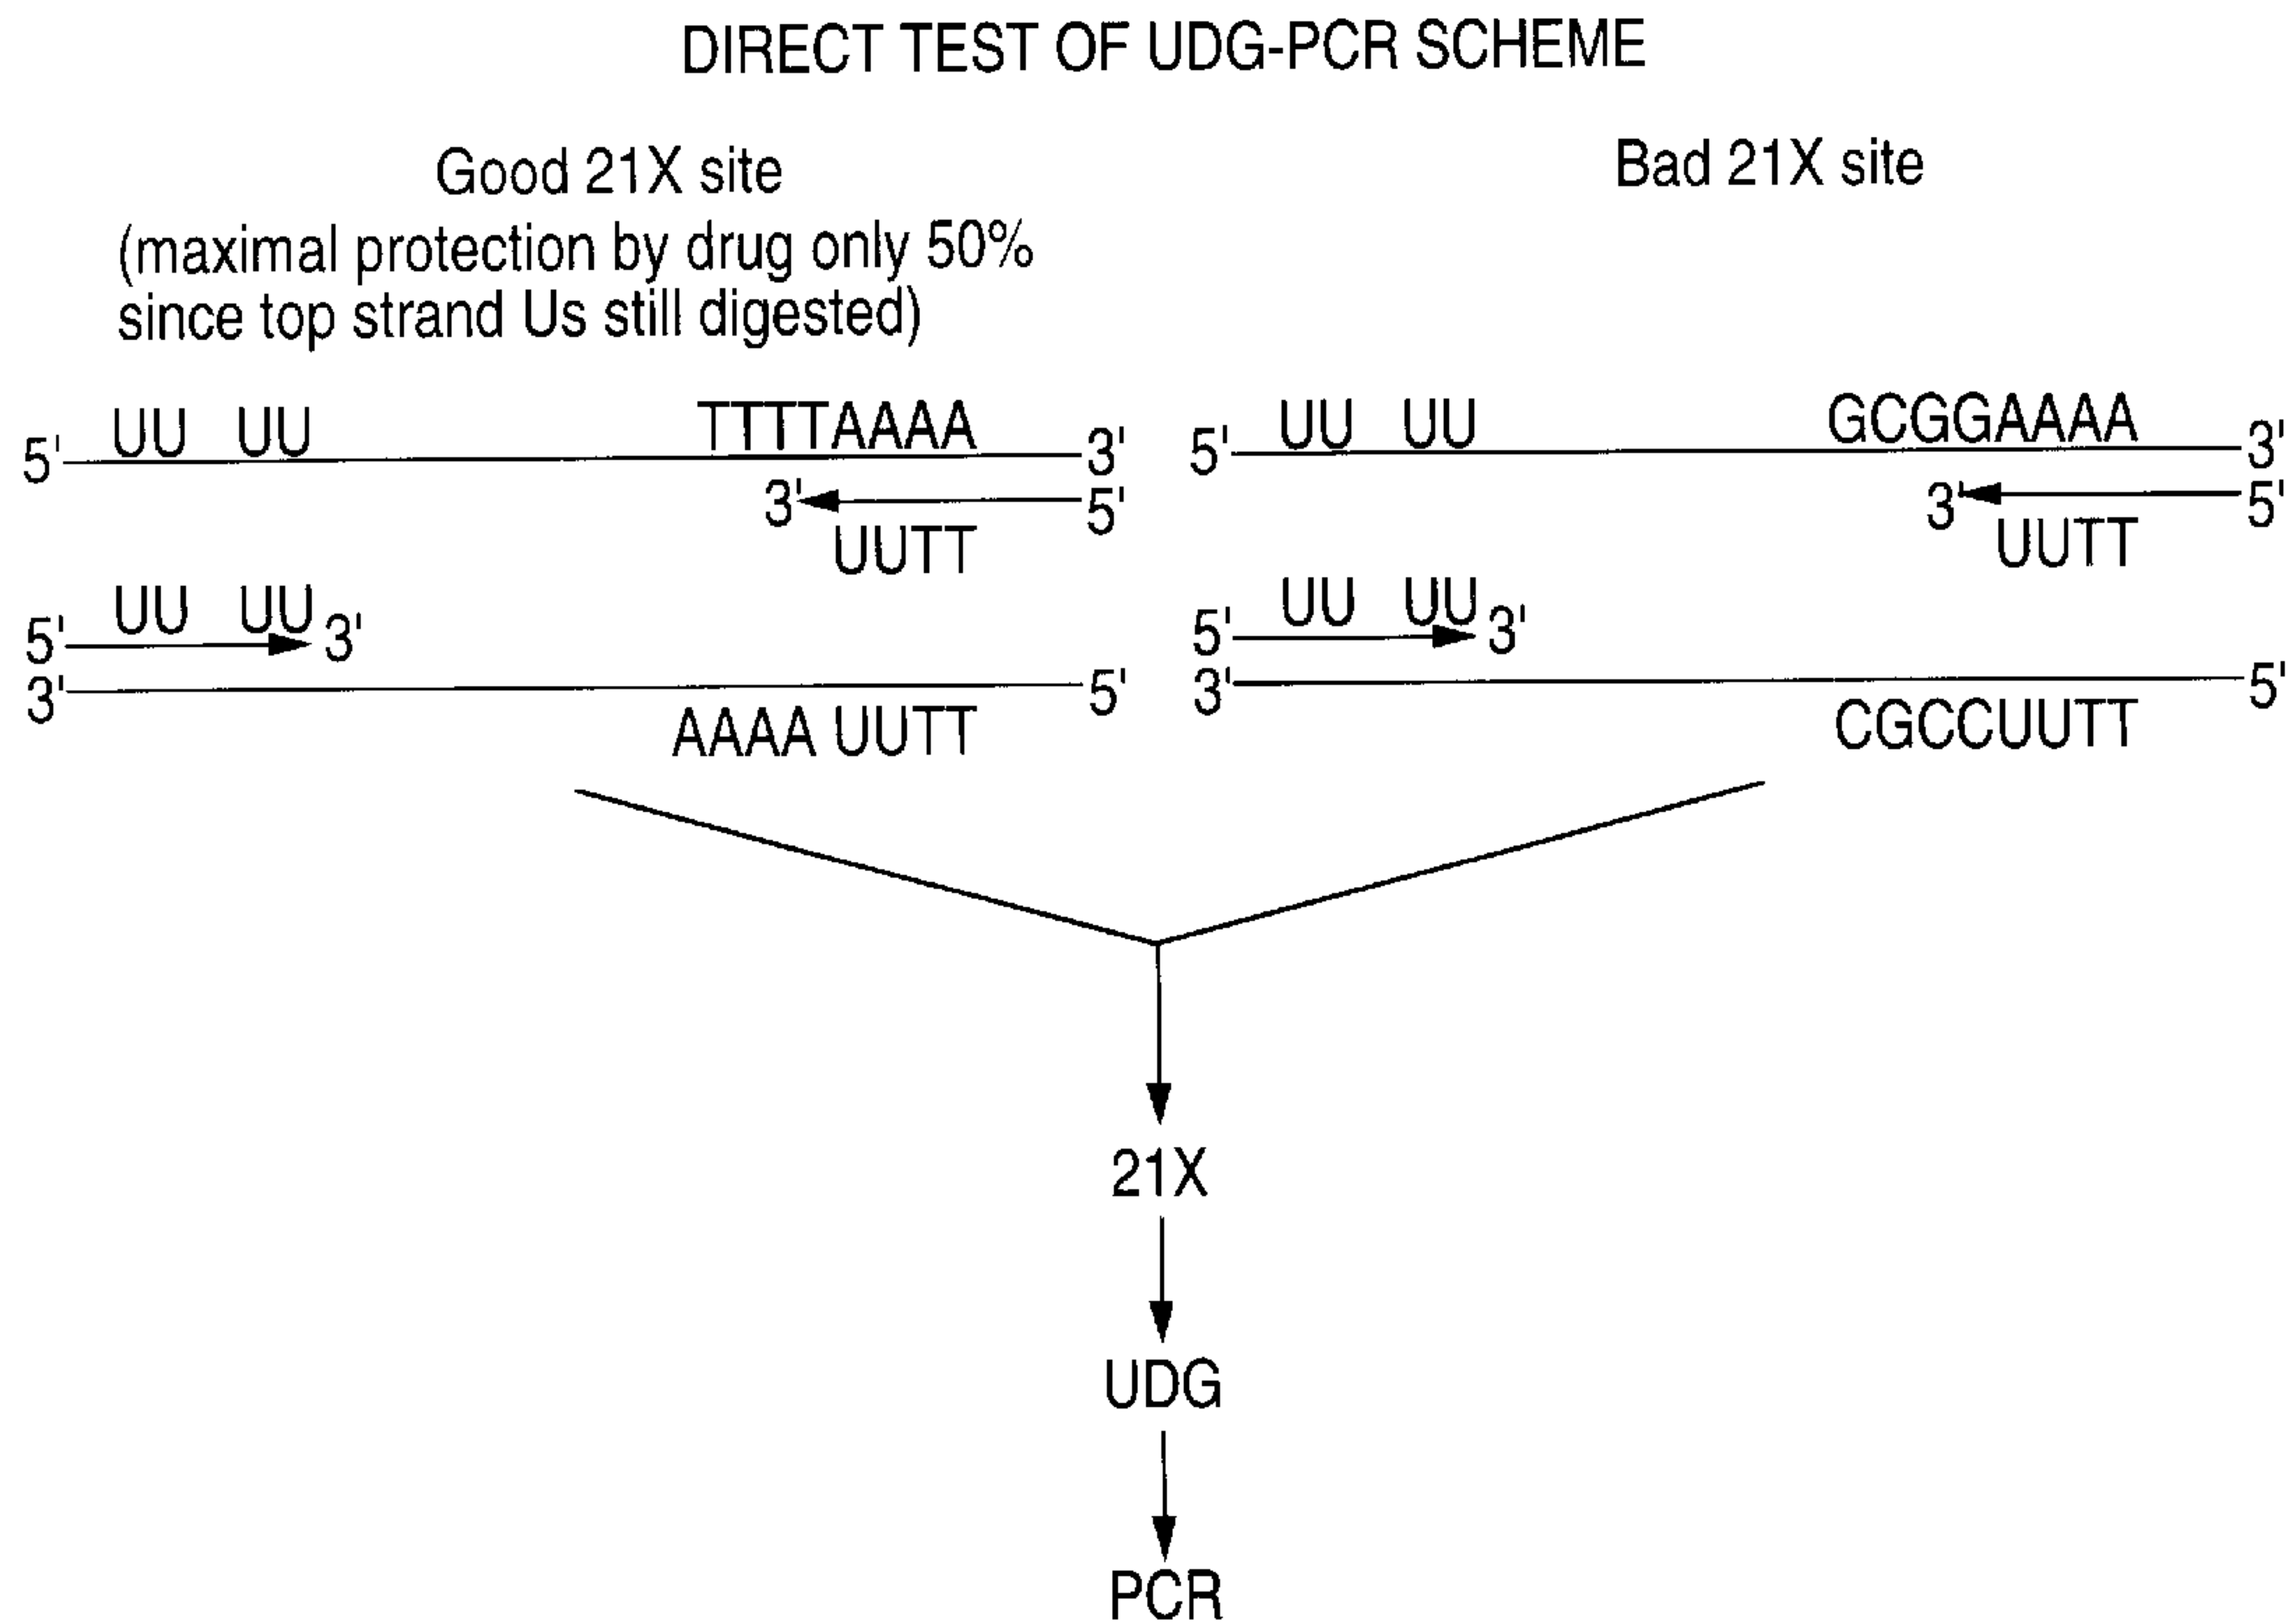 DIRECT TEST OF UDG-PCR SCHEME
Good 21X site
(maximal protection by drug only 50%
since top strand Us still digested)
Bad 21X site
5' UU UU TTTTAAAA 3'
3' 5'
UUTT
5' UU UU 3'
3' 5'
AAAA UUTT
5' UU UU GCGGAAAA 3'
3' 5'
UUTT
5' UU UU 3'
3' 5'
CGCCUUTT
21X
UDG
PCR